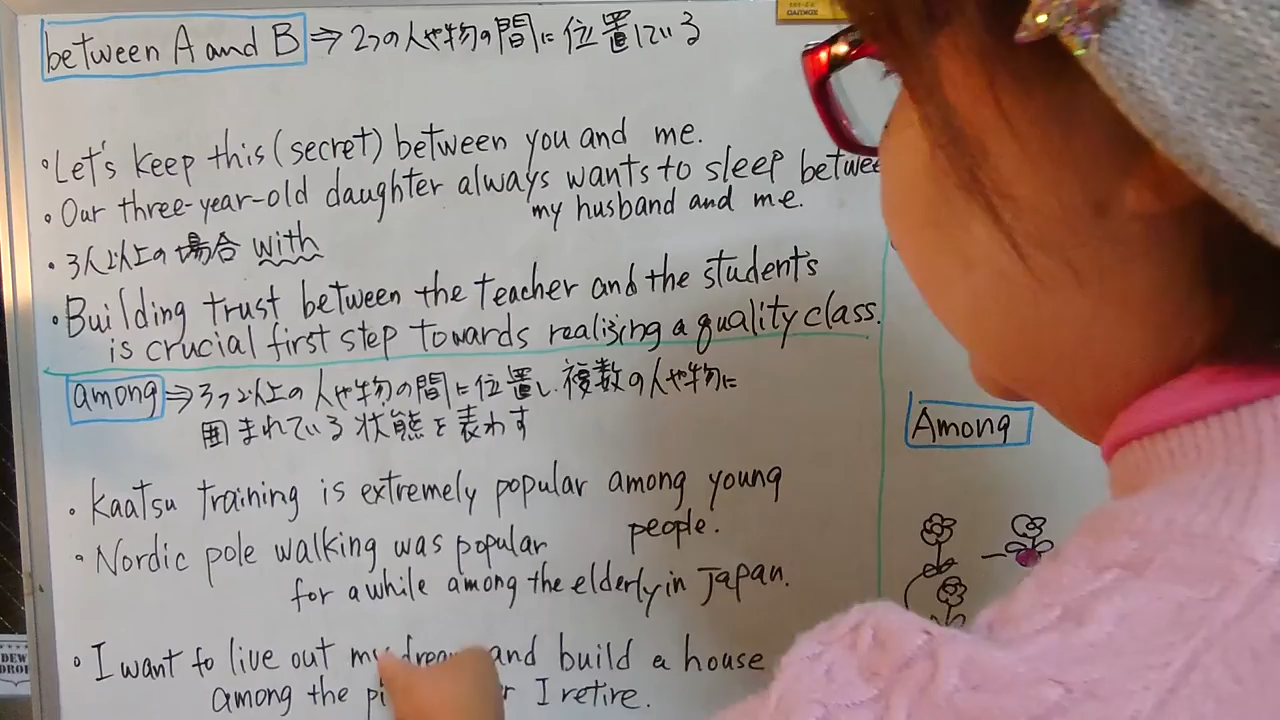 between A and B ⇒ 2つの人や物の間に位置している
• Let's keep this (secret) between you and me.
• Our three-year-old daughter always wants to sleep
my husband and me.
• 3人以上の場合 with
• Building trust between the teacher and the students
is crucial first step towards realising a quality class.
among ⇒ 3つ以上の人や物の間に位置し、複数の人や物に
囲まれている状態を表わす
• Kaatsu training is extremely popular among young
people.
• Nordic pole walking was popular
for a while among the elderly in Japan.
• I want to live out and build a house
among the I retire.
Among
DEW